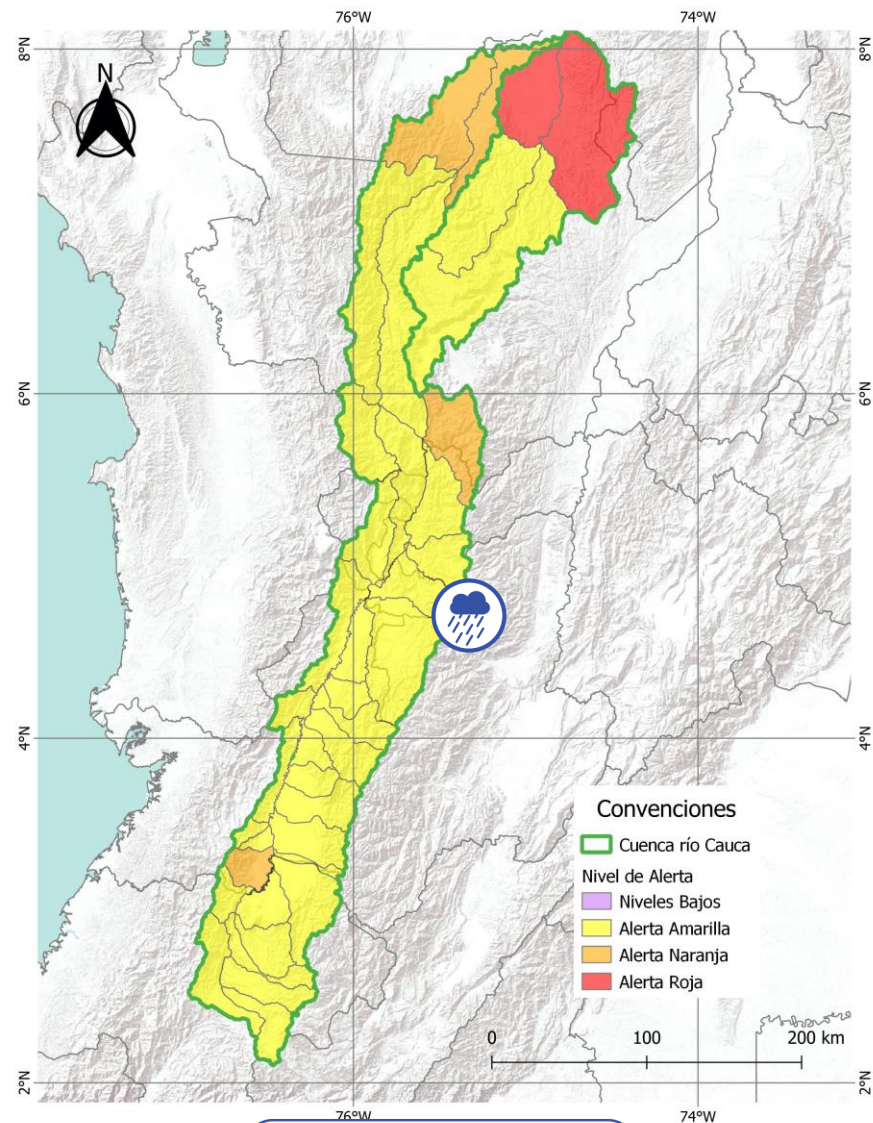 76°W 74°W
8°N 8°N
N
6°N 6°N
4°N 4°N
Convenciones
Cuenca río Cauca
Nivel de Alerta
Niveles Bajos
Alerta Amarilla
Alerta Naranja
Alerta Roja
0 100 200 km
2°N 2°N
76°W 74°W